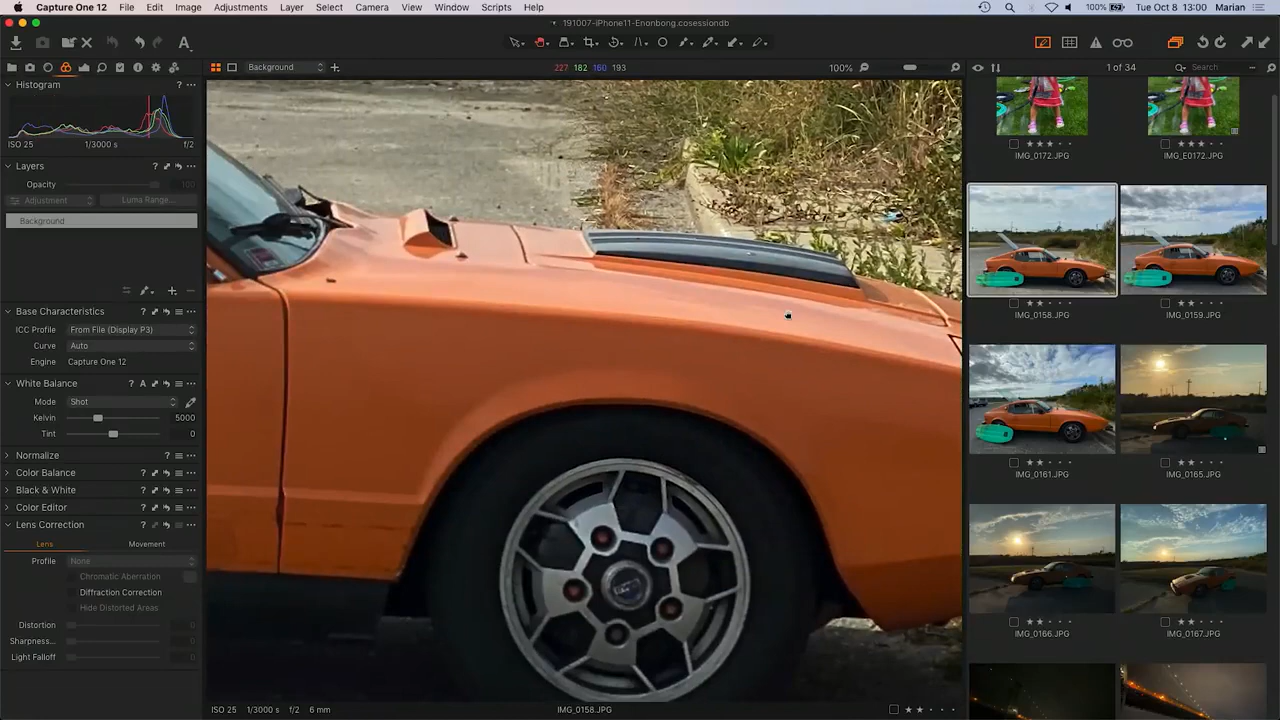 Capture One 12 File Edit Image Adjustments Layer Select Camera View Window Scripts Help 100% Tue Oct 8 13:00 Marian
191007-iPhone11-Enonbong.cosessiondb
Background 227 182 160 193 100% 1 of 34 Search
Histogram
ISO 25 1/3000 s f/2
Layers
Opacity 100
Adjustment Luma Range...
Background
Base Characteristics
ICC Profile From File (Display P3)
Curve Auto
Engine Capture One 12
White Balance
Mode Shot
Kelvin 5000
Tint 0
Normalize
Color Balance
Black & White
Color Editor
Lens Correction
Lens Movement
Profile None
Chromatic Aberration
Diffraction Correction
Hide Distorted Areas
Distortion 0
Sharpness... 0
Light Falloff 0
ISO 25 1/3000 s f/2 6 mm IMG_0158.JPG
IMG_0172.JPG IMG_E0172.JPG
IMG_0158.JPG IMG_0159.JPG
IMG_0161.JPG IMG_0165.JPG
IMG_0166.JPG IMG_0167.JPG